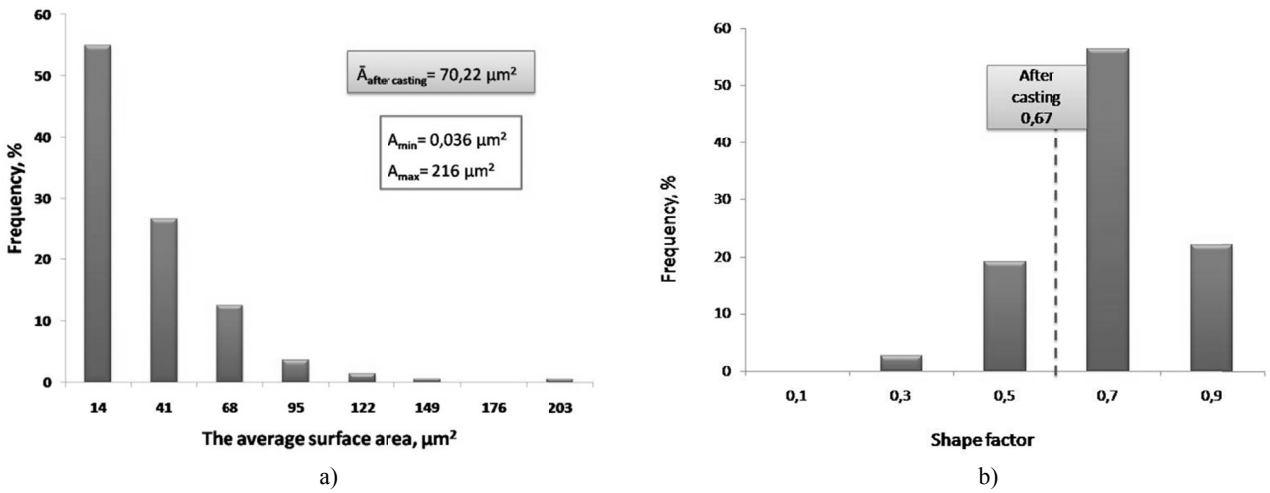 60
50
40
30
20
10
0
Frequency, %
Āafter casting= 70,22 µm²
Amin= 0,036 µm²
Amax= 216 µm²
14 41 68 95 122 149 176 203
The average surface area, µm²
a)
60
50
40
30
20
10
0
Frequency, %
After
casting
0,67
0,1 0,3 0,5 0,7 0,9
Shape factor
b)